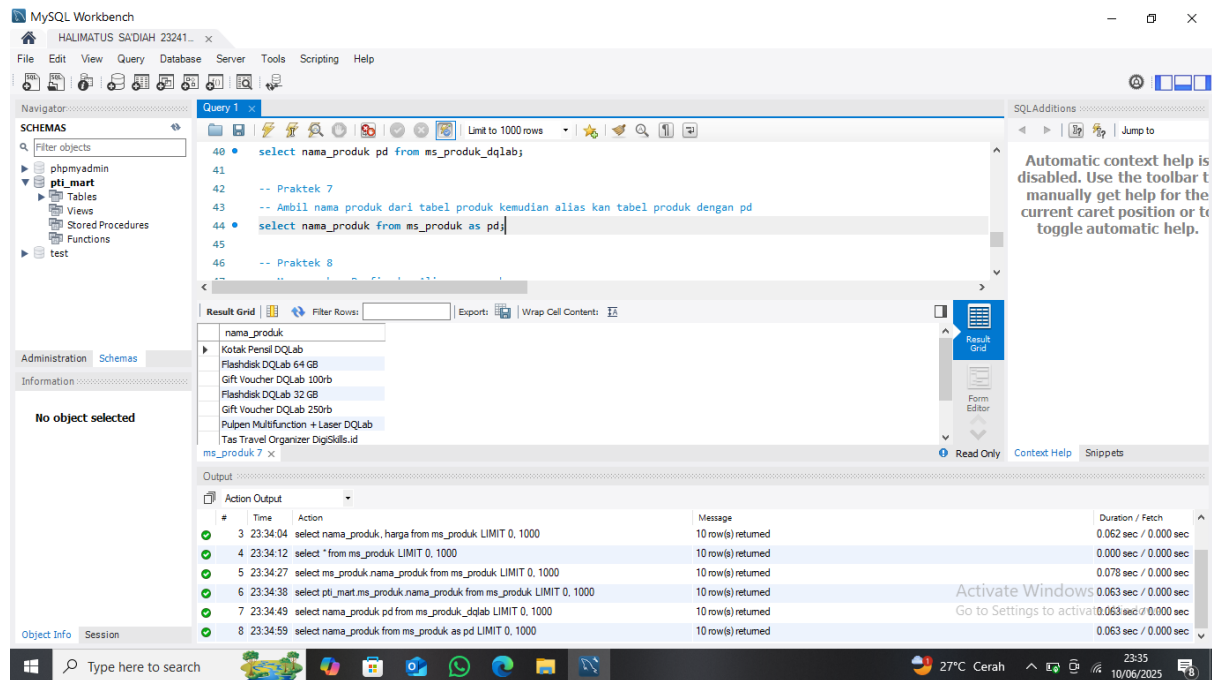 MySQL Workbench
HALIMATUS SA'DIAH 23241... ×
File Edit View Query Database Server Tools Scripting Help
Navigator
SCHEMAS
Filter objects
phpmyadmin
pti_mart
Tables
Views
Stored Procedures
Functions
test
Administration Schemas
Information
No object selected
Object Info Session
Query 1 ×
Limit to 1000 rows
40 select nama_produk pd from ms_produk_dqlab;
41
42 -- Praktek 7
43 -- Ambil nama produk dari tabel produk kemudian alias kan tabel produk dengan pd
44 select nama_produk from ms_produk as pd;
45
46 -- Praktek 8
Result Grid Filter Rows: Export: Wrap Cell Content:
nama_produk
Kotak Pensil DQLab
Flashdisk DQLab 64 GB
Gift Voucher DQLab 100rb
Flashdisk DQLab 32 GB
Gift Voucher DQLab 250rb
Pulpen Multifunction + Laser DQLab
Tas Travel Organizer DigiSkills.id
Result Grid
Form Editor
ms_produk 7 ×
Read Only
SQLAdditions
Jump to
Automatic context help is
disabled. Use the toolbar t
manually get help for the
current caret position or to
toggle automatic help.
Context Help Snippets
Output
Action Output
# Time Action Message Duration / Fetch
3 23:34:04 select nama_produk, harga from ms_produk LIMIT 0, 1000 10 row(s) returned 0.062 sec / 0.000 sec
4 23:34:12 select * from ms_produk LIMIT 0, 1000 10 row(s) returned 0.000 sec / 0.000 sec
5 23:34:27 select ms_produk.nama_produk from ms_produk LIMIT 0, 1000 10 row(s) returned 0.078 sec / 0.000 sec
6 23:34:38 select pti_mart.ms_produk.nama_produk from ms_produk LIMIT 0, 1000 10 row(s) returned 0.063 sec / 0.000 sec
7 23:34:49 select nama_produk pd from ms_produk_dqlab LIMIT 0, 1000 10 row(s) returned 0.063 sec / 0.000 sec
8 23:34:59 select nama_produk from ms_produk as pd LIMIT 0, 1000 10 row(s) returned 0.063 sec / 0.000 sec
Activate Windows
Go to Settings to activate
Type here to search
27°C Cerah
23:35
10/06/2025
8